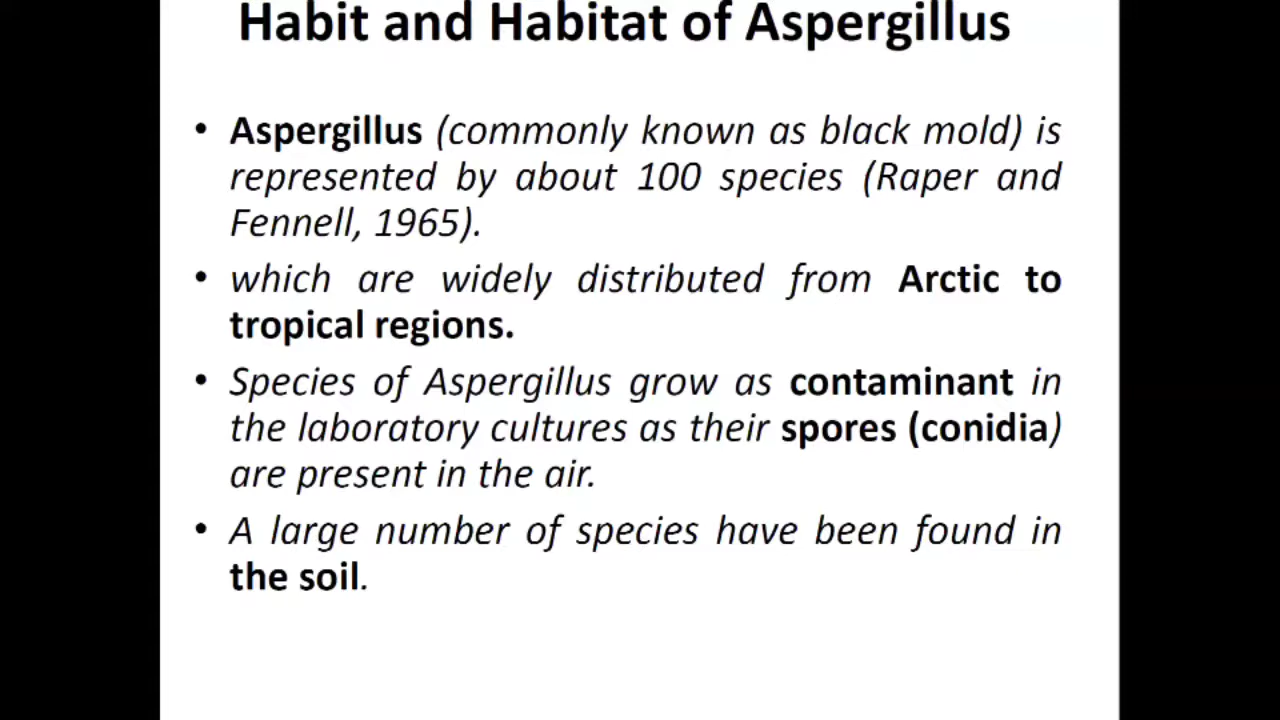 Habit and Habitat of Aspergillus
• Aspergillus (commonly known as black mold) is
represented by about 100 species (Raper and
Fennell, 1965).
• which are widely distributed from Arctic to
tropical regions.
• Species of Aspergillus grow as contaminant in
the laboratory cultures as their spores (conidia)
are present in the air.
• A large number of species have been found in
the soil.